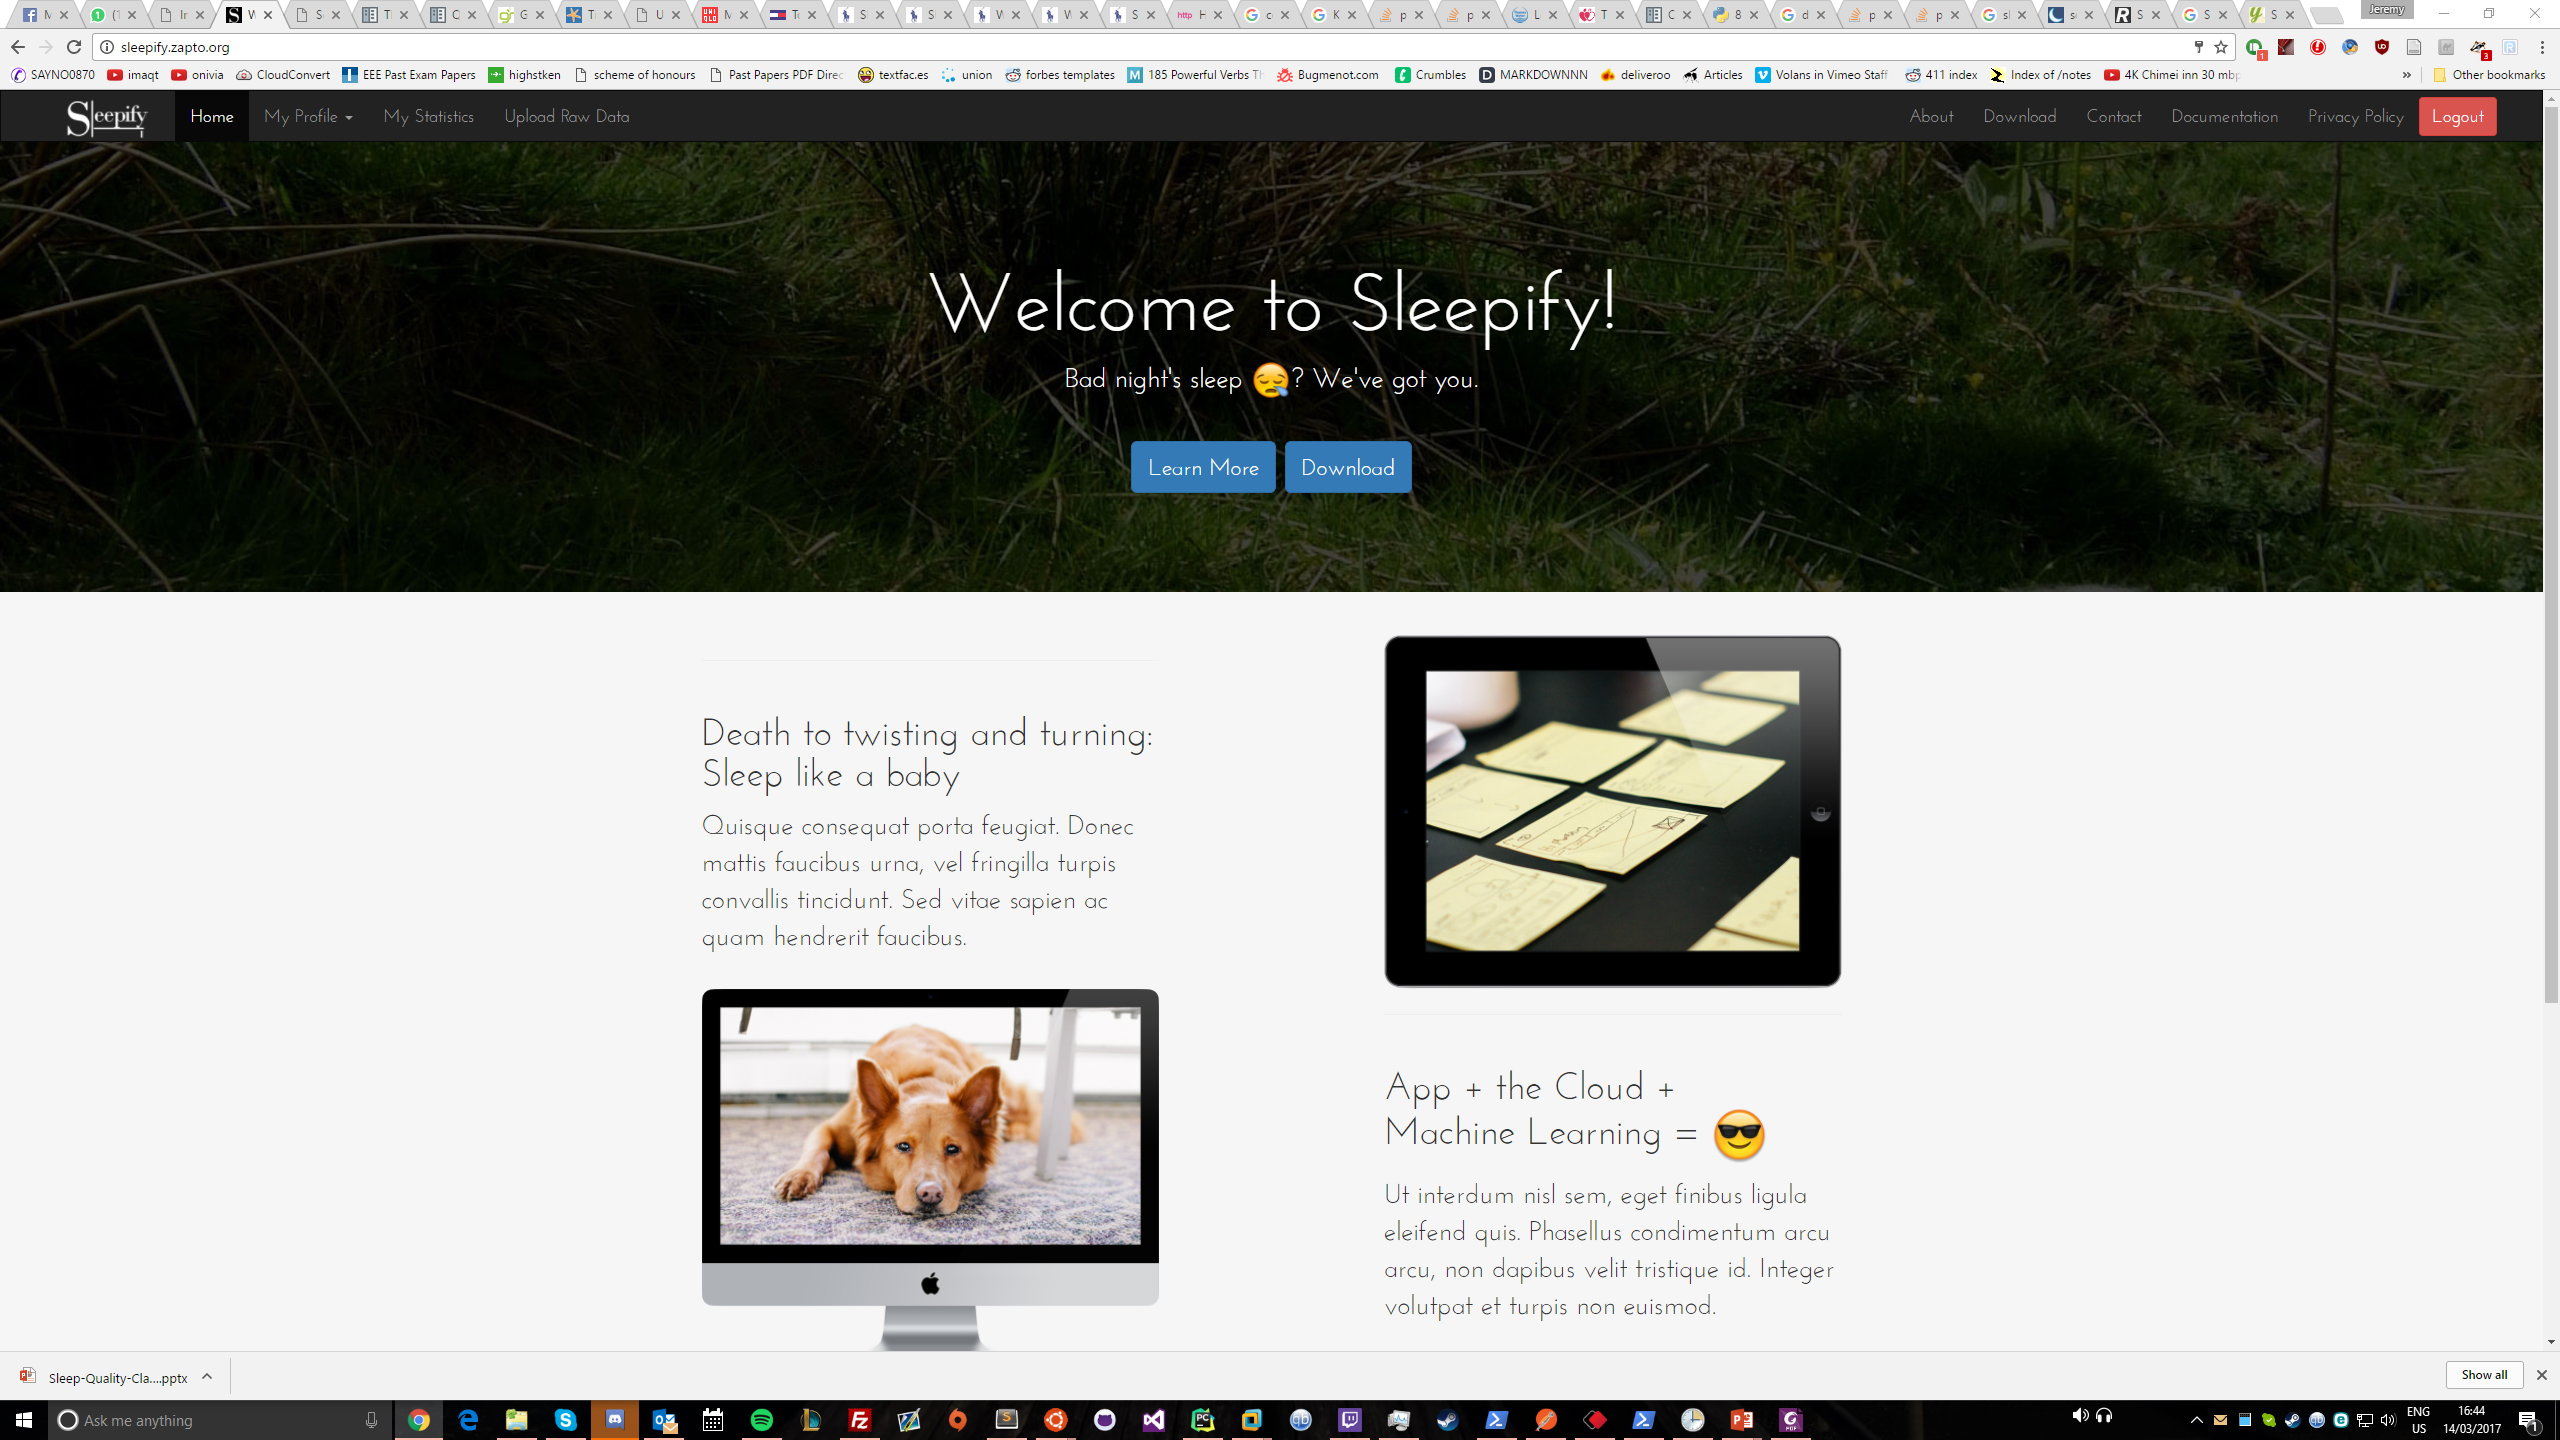 Jeremy
sleepify.zapto.org
SAYNO0870 imaqt onivia CloudConvert EEE Past Exam Papers highstken scheme of honours Past Papers PDF Direc textfac.es union forbes templates 185 Powerful Verbs Th Bugmenot.com Crumbles MARKDOWNNN deliveroo Articles Volans in Vimeo Staff 411 index Index of /notes 4K Chimei inn 30 mbp » Other bookmarks
Sleepify Home My Profile My Statistics Upload Raw Data About Download Contact Documentation Privacy Policy Logout
Welcome to Sleepify!
Bad night's sleep 😪? We've got you.
Learn More Download
Death to twisting and turning:
Sleep like a baby
Quisque consequat porta feugiat. Donec
mattis faucibus urna, vel fringilla turpis
convallis tincidunt. Sed vitae sapien ac
quam hendrerit faucibus.
App + the Cloud +
Machine Learning = 😎
Ut interdum nisl sem, eget finibus ligula
eleifend quis. Phasellus condimentum arcu
arcu, non dapibus velit tristique id. Integer
volutpat et turpis non euismod.
Sleep-Quality-Cla....pptx Show all
Ask me anything
ENG
US
16:44
14/03/2017